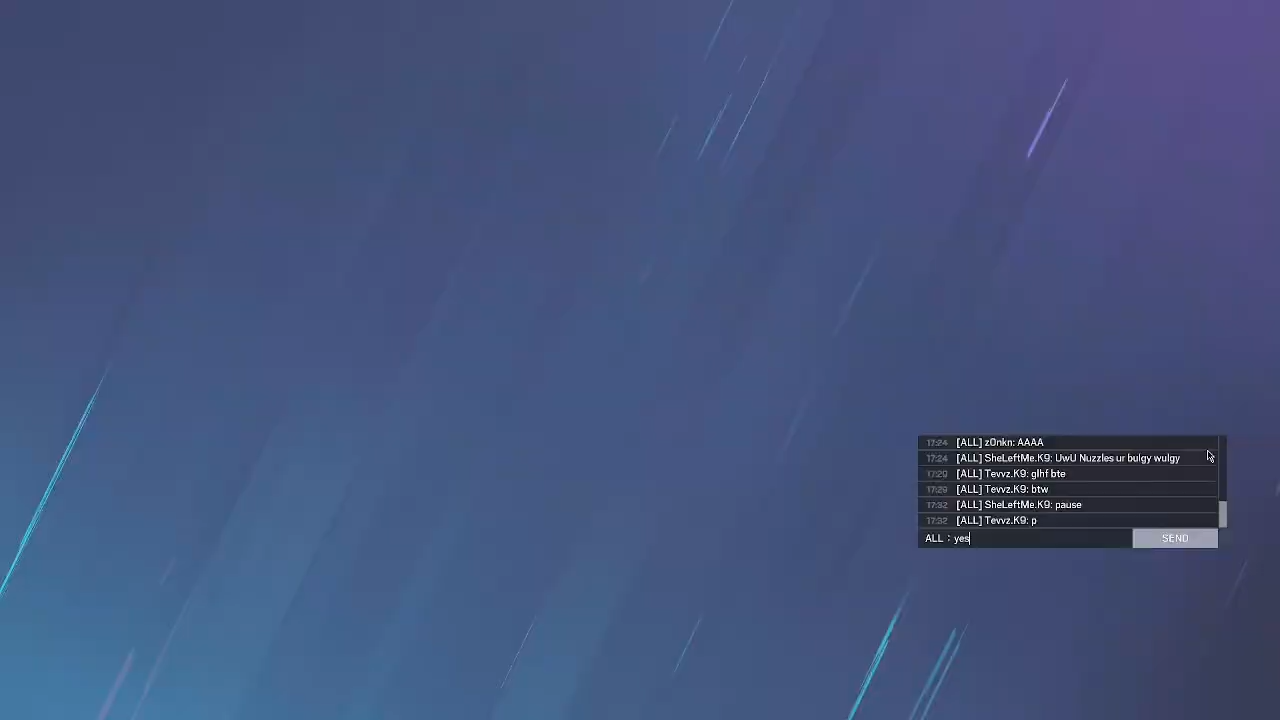 17:24 [ALL] z0nkn: AAAA
17:24 [ALL] SheLeftMe.K9: UwU Nuzzles ur bulgy wulgy
17:29 [ALL] Tevvz.K9: glhf bte
17:29 [ALL] Tevvz.K9: btw
17:32 [ALL] SheLeftMe.K9: pause
17:32 [ALL] Tevvz.K9: p
ALL : yes SEND